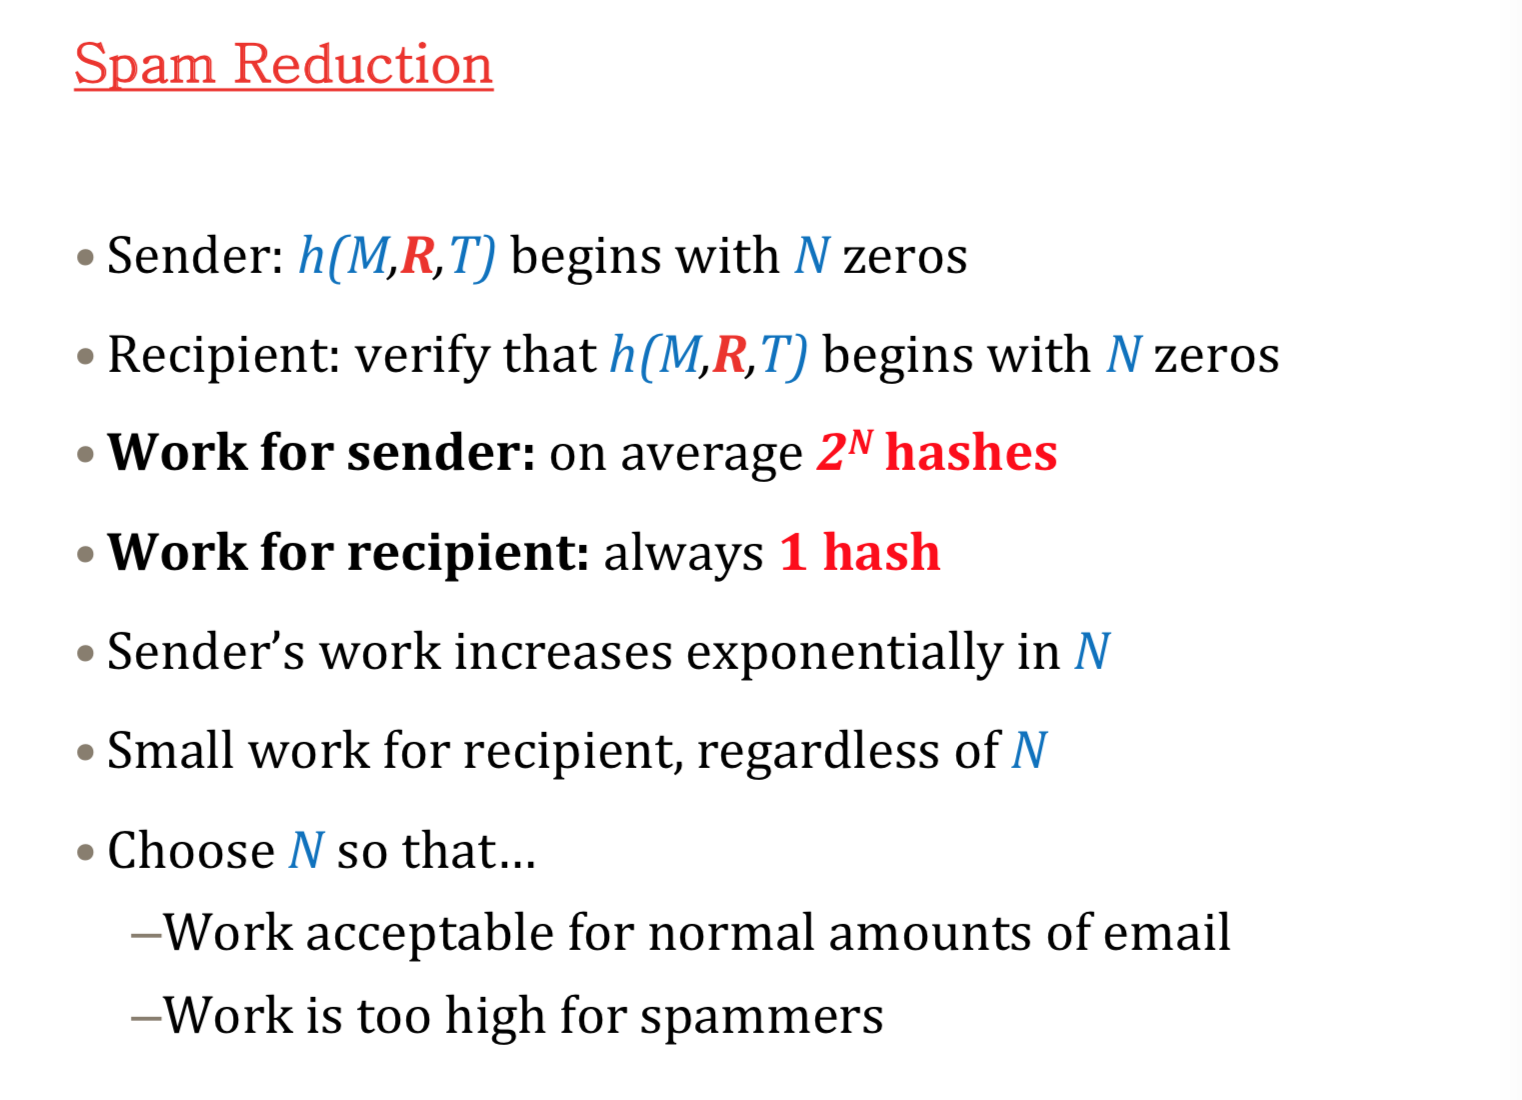 Spam Reduction
• Sender: h(M,R,T) begins with N zeros
• Recipient: verify that h(M,R,T) begins with N zeros
• Work for sender: on average 2ᴺ hashes
• Work for recipient: always 1 hash
• Sender’s work increases exponentially in N
• Small work for recipient, regardless of N
• Choose N so that…
–Work acceptable for normal amounts of email
–Work is too high for spammers